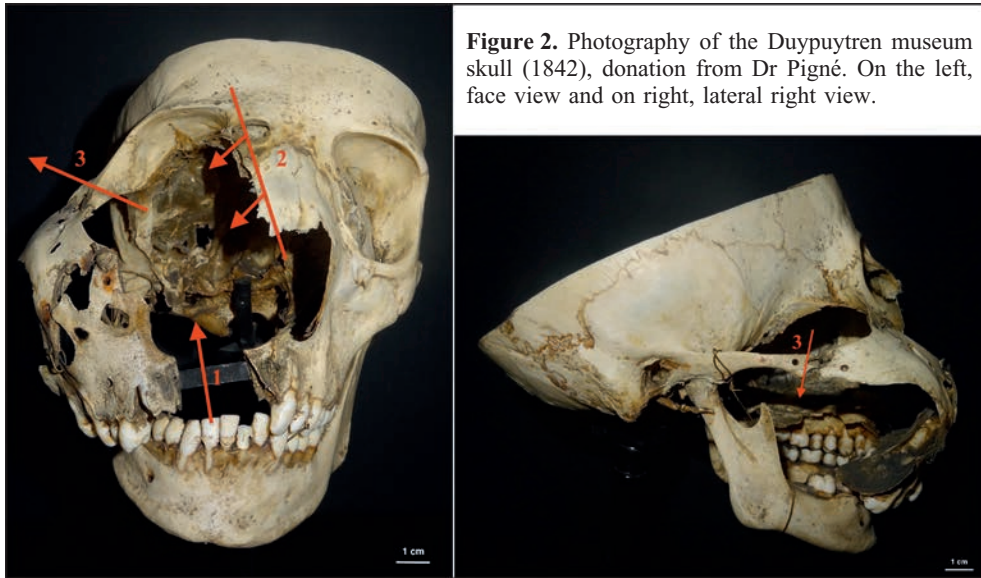 Figure 2. Photography of the Duypuytren museum
skull (1842), donation from Dr Pigné. On the left,
face view and on right, lateral right view.
3
2
1
1 cm
3
1 cm